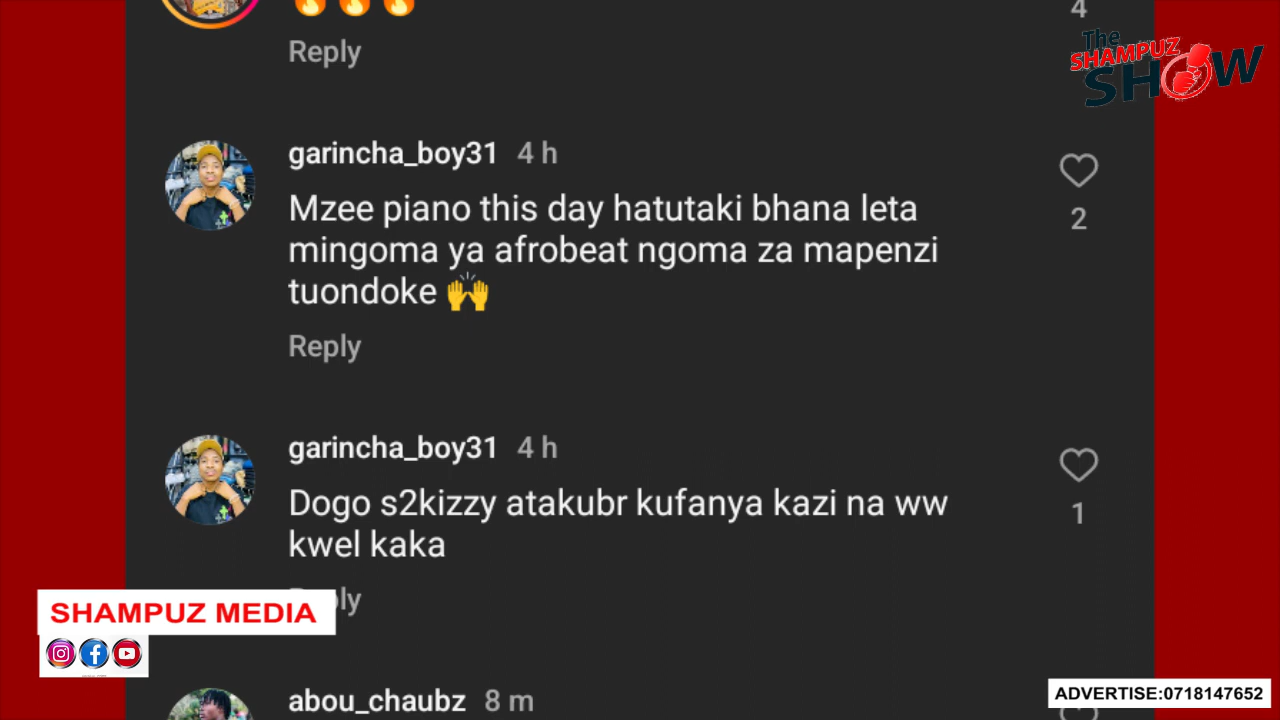 4
Reply
The
SHAMPUZ
SHOW
garincha_boy31 4 h
Mzee piano this day hatutaki bhana leta
mingoma ya afrobeat ngoma za mapenzi
tuondoke 🙌
2
Reply
garincha_boy31 4 h
Dogo s2kizzy atakubr kufanya kazi na ww
kwel kaka
1
SHAMPUZ MEDIA
abou_chaubz 8 m
ADVERTISE:0718147652